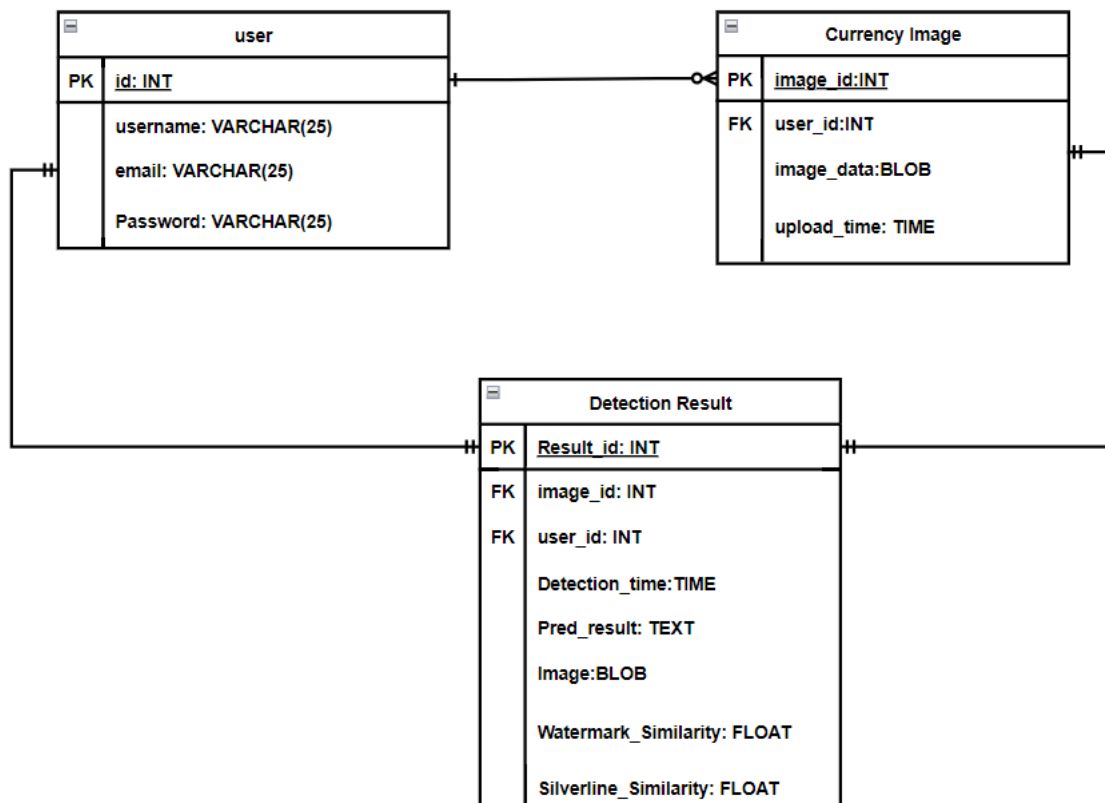 user
PK id: INT
username: VARCHAR(25)
email: VARCHAR(25)
Password: VARCHAR(25)
Currency Image
PK image_id:INT
FK user_id:INT
image_data:BLOB
upload_time: TIME
Detection Result
PK Result_id: INT
FK image_id: INT
FK user_id: INT
Detection_time:TIME
Pred_result: TEXT
Image:BLOB
Watermark_Similarity: FLOAT
Silverline_Similarity: FLOAT